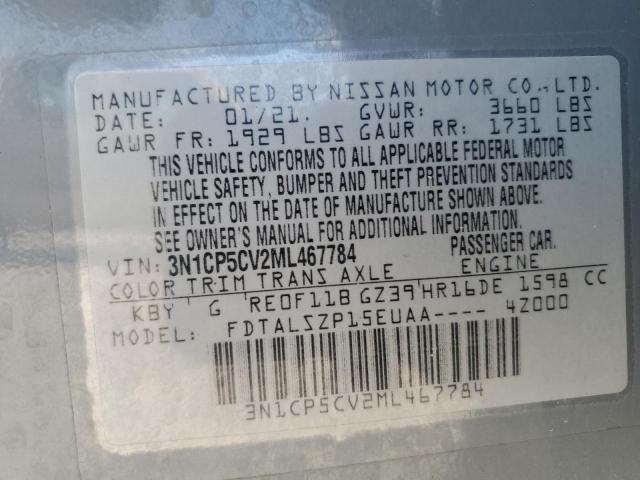 MANUFACTURED BY NISSAN MOTOR CO.,LTD.
DATE: 01/21. GVWR: 3660 LBS
GAWR FR: 1929 LBS GAWR RR: 1731 LBS
THIS VEHICLE CONFORMS TO ALL APPLICABLE FEDERAL MOTOR
VEHICLE SAFETY, BUMPER AND THEFT PREVENTION STANDARDS
IN EFFECT ON THE DATE OF MANUFACTURE SHOWN ABOVE.
SEE OWNER'S MANUAL FOR ADDITIONAL INFORMATION.
VIN: 3N1CP5CV2ML467784 PASSENGER CAR.
COLOR TRIM TRANS AXLE ENGINE
KBY G RE0F11B GZ39 HR16DE 1598 CC
MODEL: FDTALSZP15EUAA---- 42000
3N1CP5CV2ML467784